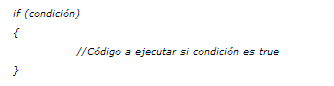 if (condición)
{
//Código a ejecutar si condición es true
}